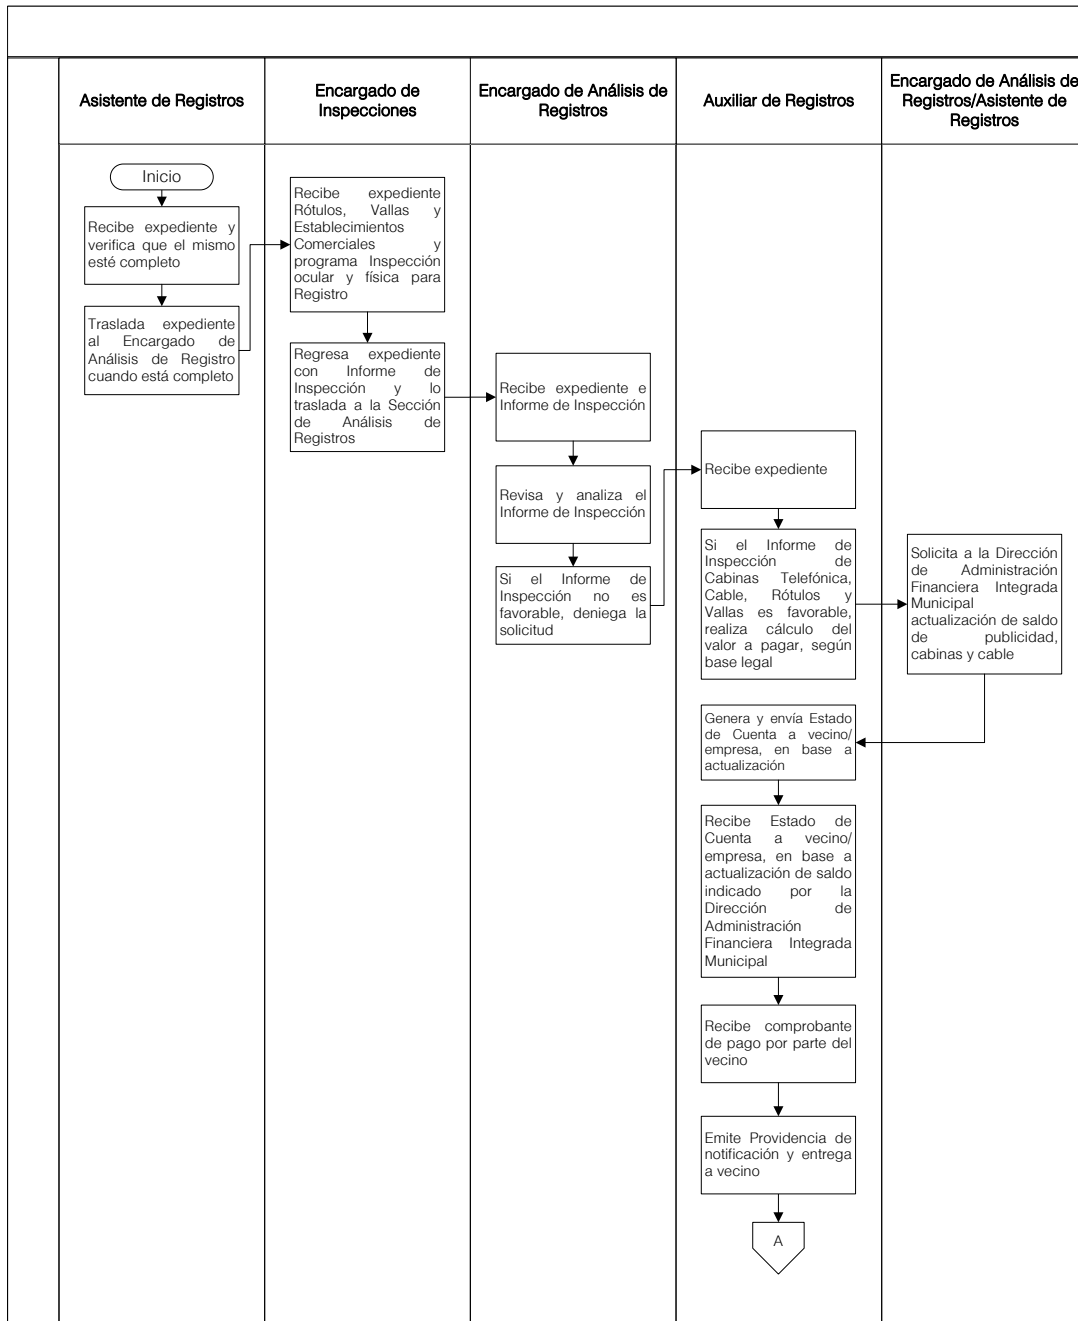 Asistente de Registros
Encargado de
Inspecciones
Encargado de Análisis de
Registros
Auxiliar de Registros
Encargado de Análisis de
Registros/Asistente de
Registros
Inicio
Recibe expediente y
verifica que el mismo
esté completo
Traslada expediente
al Encargado de
Análisis de Registro
cuando está completo
Recibe expediente
Rótulos, Vallas y
Establecimientos
Comerciales y
programa Inspección
ocular y física para
Registro
Regresa expediente
con Informe de
Inspección y lo
traslada a la Sección
de Análisis de
Registros
Recibe expediente e
Informe de Inspección
Revisa y analiza el
Informe de Inspección
Si el Informe de
Inspección no es
favorable, deniega la
solicitud
Recibe expediente
Si el Informe de
Inspección de
Cabinas Telefónica,
Cable, Rótulos y
Vallas es favorable,
realiza cálculo del
valor a pagar, según
base legal
Solicita a la Dirección
de Administración
Financiera Integrada
Municipal
actualización de saldo
de publicidad,
cabinas y cable
Genera y envía Estado
de Cuenta a vecino/
empresa, en base a
actualización
Recibe Estado de
Cuenta a vecino/
empresa, en base a
actualización de saldo
indicado por la
Dirección de
Administración
Financiera Integrada
Municipal
Recibe comprobante
de pago por parte del
vecino
Emite Providencia de
notificación y entrega
a vecino
A